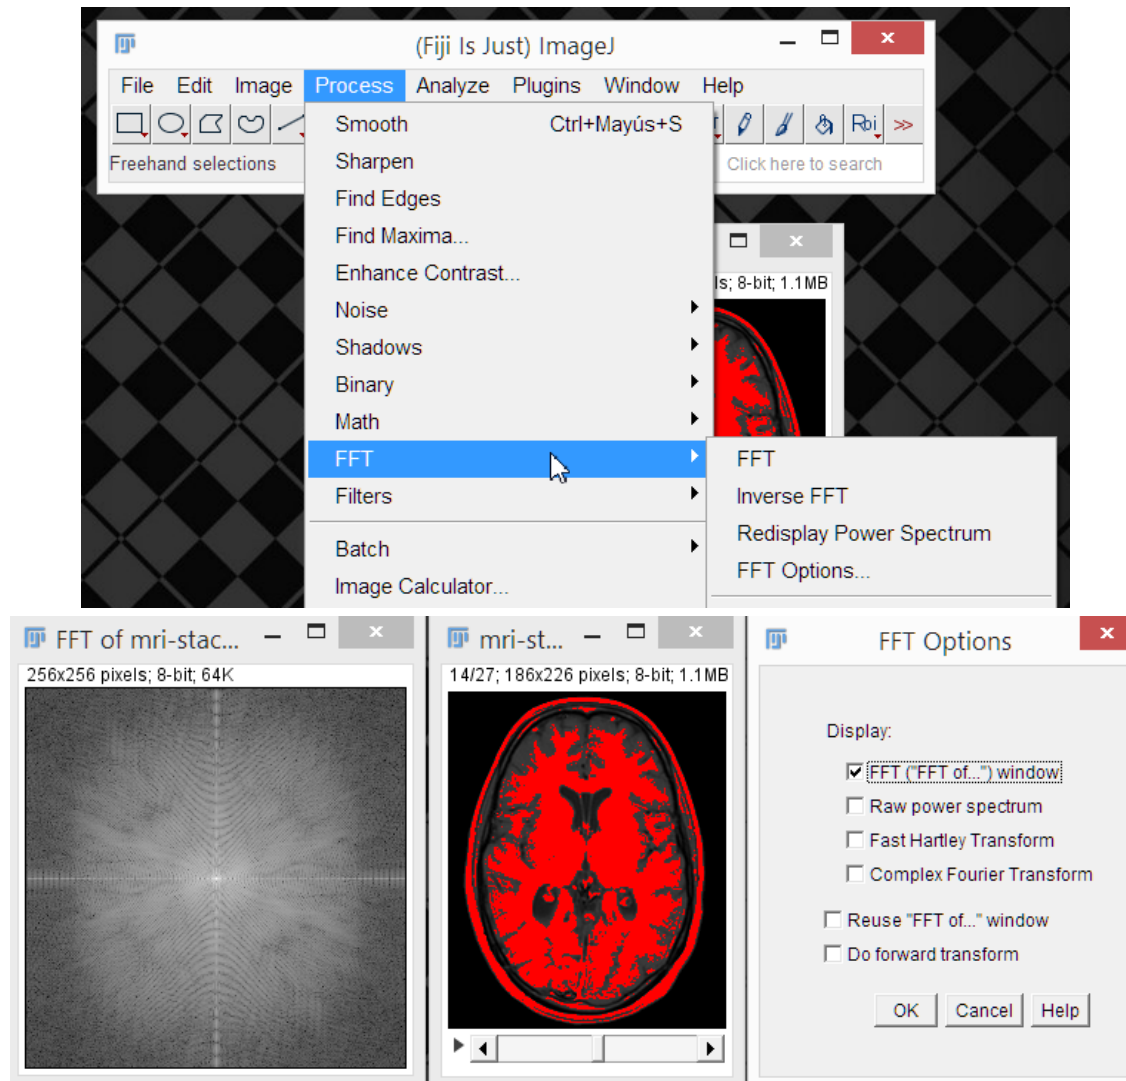 (Fiji Is Just) ImageJ
File Edit Image Process Analyze Plugins Window Help
Freehand selections
Click here to search
Smooth Ctrl+Mayús+S
Sharpen
Find Edges
Find Maxima...
Enhance Contrast...
Noise
Shadows
Binary
Math
FFT
Filters
Batch
Image Calculator...
8-bit; 1.1MB
FFT
Inverse FFT
Redisplay Power Spectrum
FFT Options...
FFT of mri-stac...
256x256 pixels; 8-bit; 64K
mri-st...
14/27; 186x226 pixels; 8-bit; 1.1MB
FFT Options
Display:
FFT ("FFT of...") window
Raw power spectrum
Fast Hartley Transform
Complex Fourier Transform
Reuse "FFT of..." window
Do forward transform
OK Cancel Help